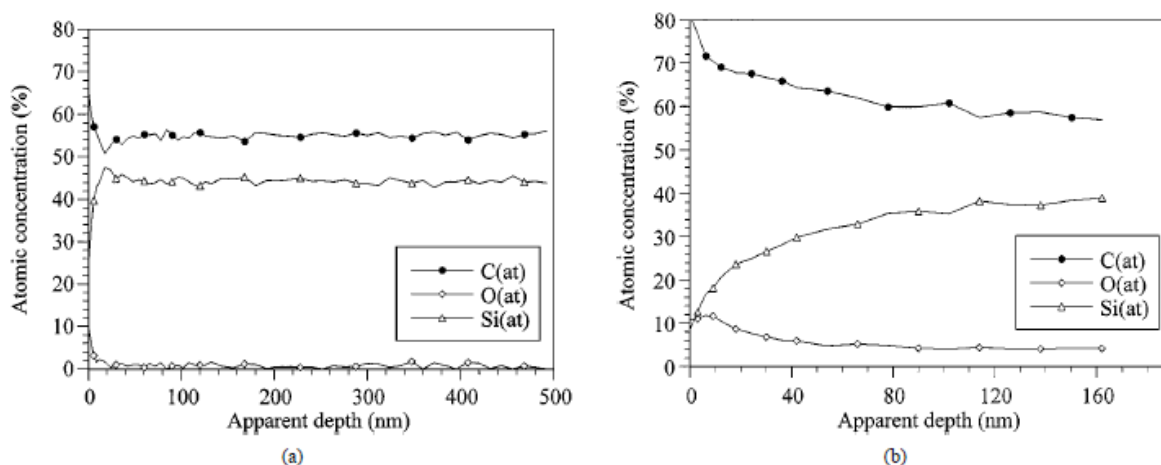 80
70
60
50
40
30
20
10
0
Atomic concentration (%)
C(at)
O(at)
Si(at)
0 100 200 300 400 500
Apparent depth (nm)
(a)
80
70
60
50
40
30
20
10
0
Atomic concentration (%)
C(at)
O(at)
Si(at)
0 40 80 120 160
Apparent depth (nm)
(b)